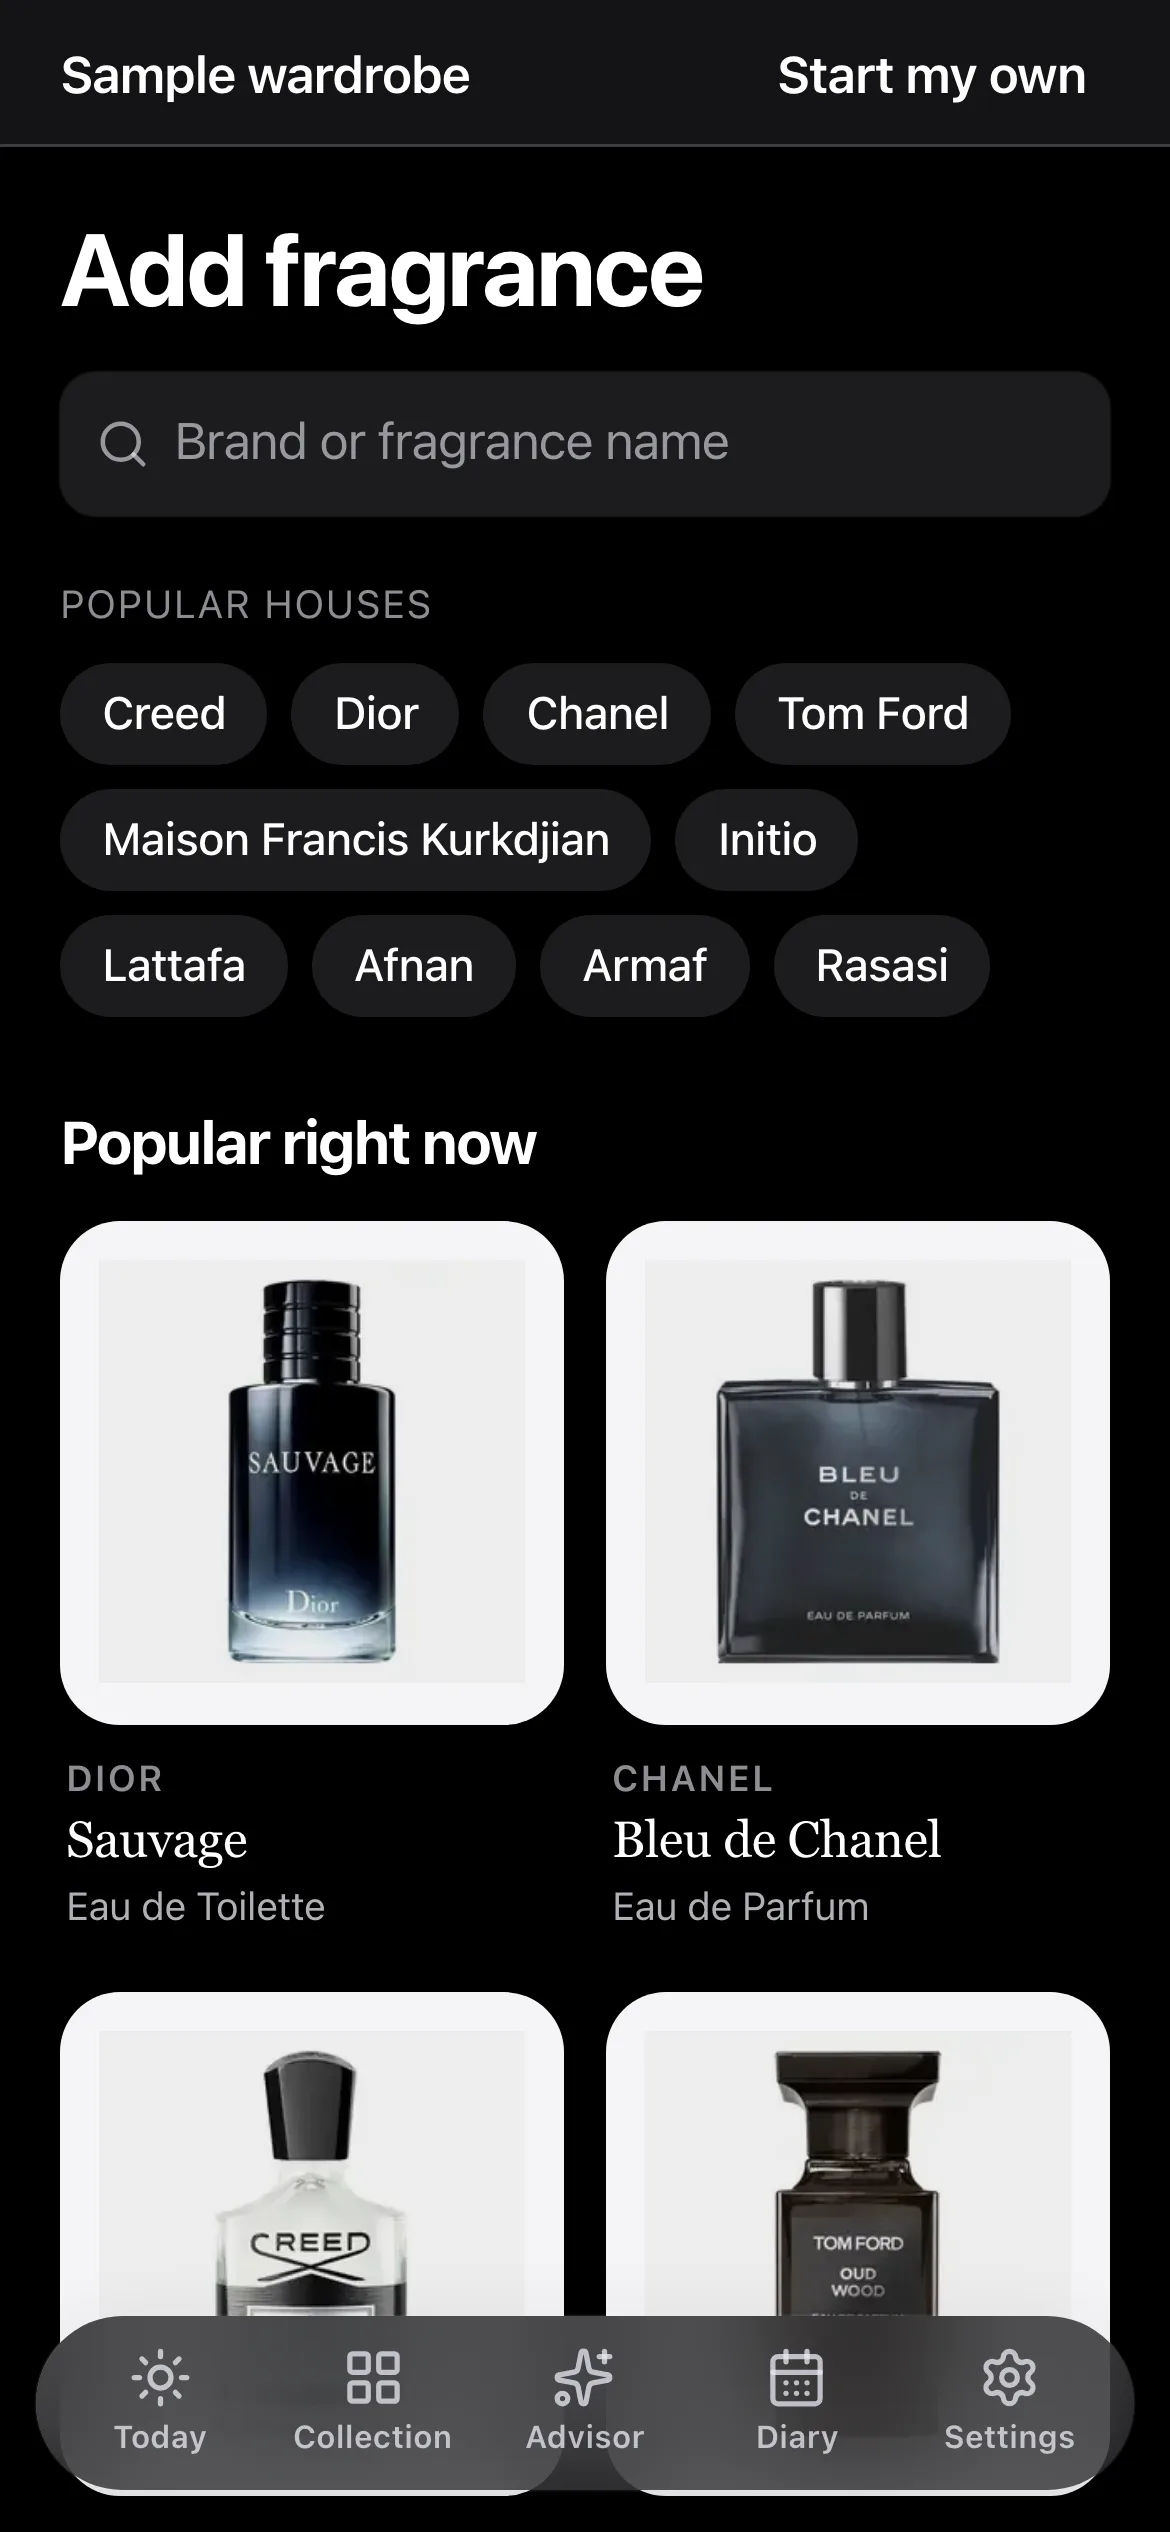 Sample wardrobe
Start my own
Add fragrance
Brand or fragrance name
POPULAR HOUSES
Creed
Dior
Chanel
Tom Ford
Maison Francis Kurkdjian
Initio
Lattafa
Afnan
Armaf
Rasasi
Popular right now
SAUVAGE
Dior
BLEU
DE
CHANEL
EAU DE PARFUM
DIOR
Sauvage
Eau de Toilette
CHANEL
Bleu de Chanel
Eau de Parfum
CREED
TOM FORD
OUD
WOOD
Today
Collection
Advisor
Diary
Settings